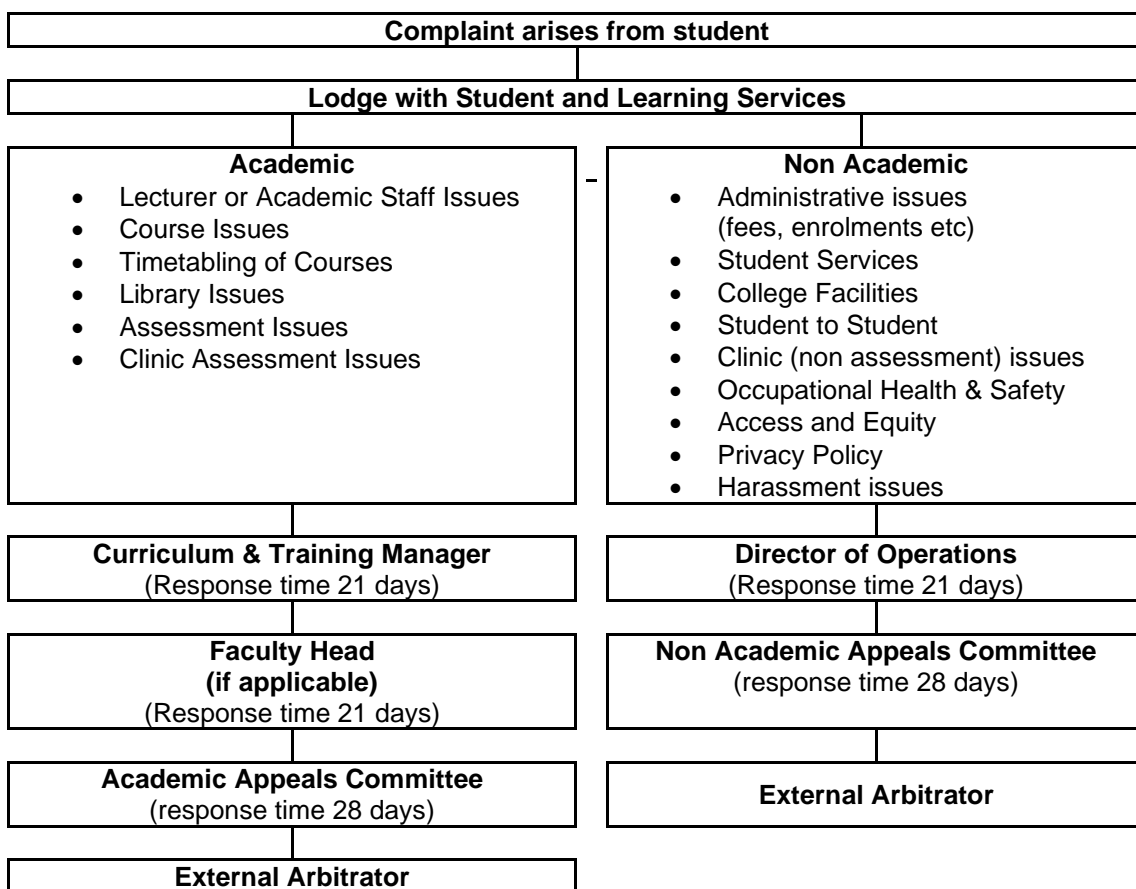 Complaint arises from student
Lodge with Student and Learning Services
Academic
• Lecturer or Academic Staff Issues
• Course Issues
• Timetabling of Courses
• Library Issues
• Assessment Issues
• Clinic Assessment Issues
–
Non Academic
• Administrative issues
(fees, enrolments etc)
• Student Services
• College Facilities
• Student to Student
• Clinic (non assessment) issues
• Occupational Health & Safety
• Access and Equity
• Privacy Policy
• Harassment issues
Curriculum & Training Manager
(Response time 21 days)
Director of Operations
(Response time 21 days)
Faculty Head
(if applicable)
(Response time 21 days)
Non Academic Appeals Committee
(response time 28 days)
Academic Appeals Committee
(response time 28 days)
External Arbitrator
External Arbitrator